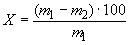 X = (m₁ − m₂)·100 / m₁